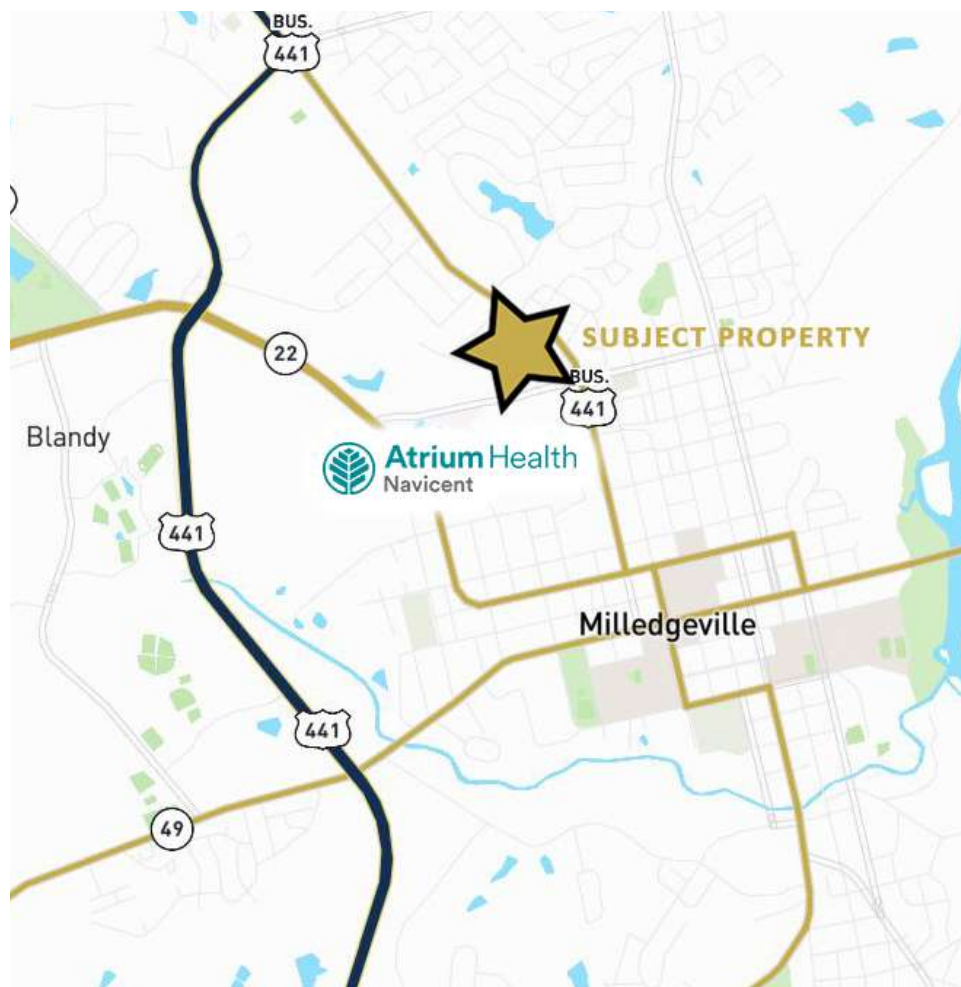 BUS.
441
SUBJECT PROPERTY
22
BUS.
441
Blandy
Atrium Health
Navicent
441
Milledgeville
441
49